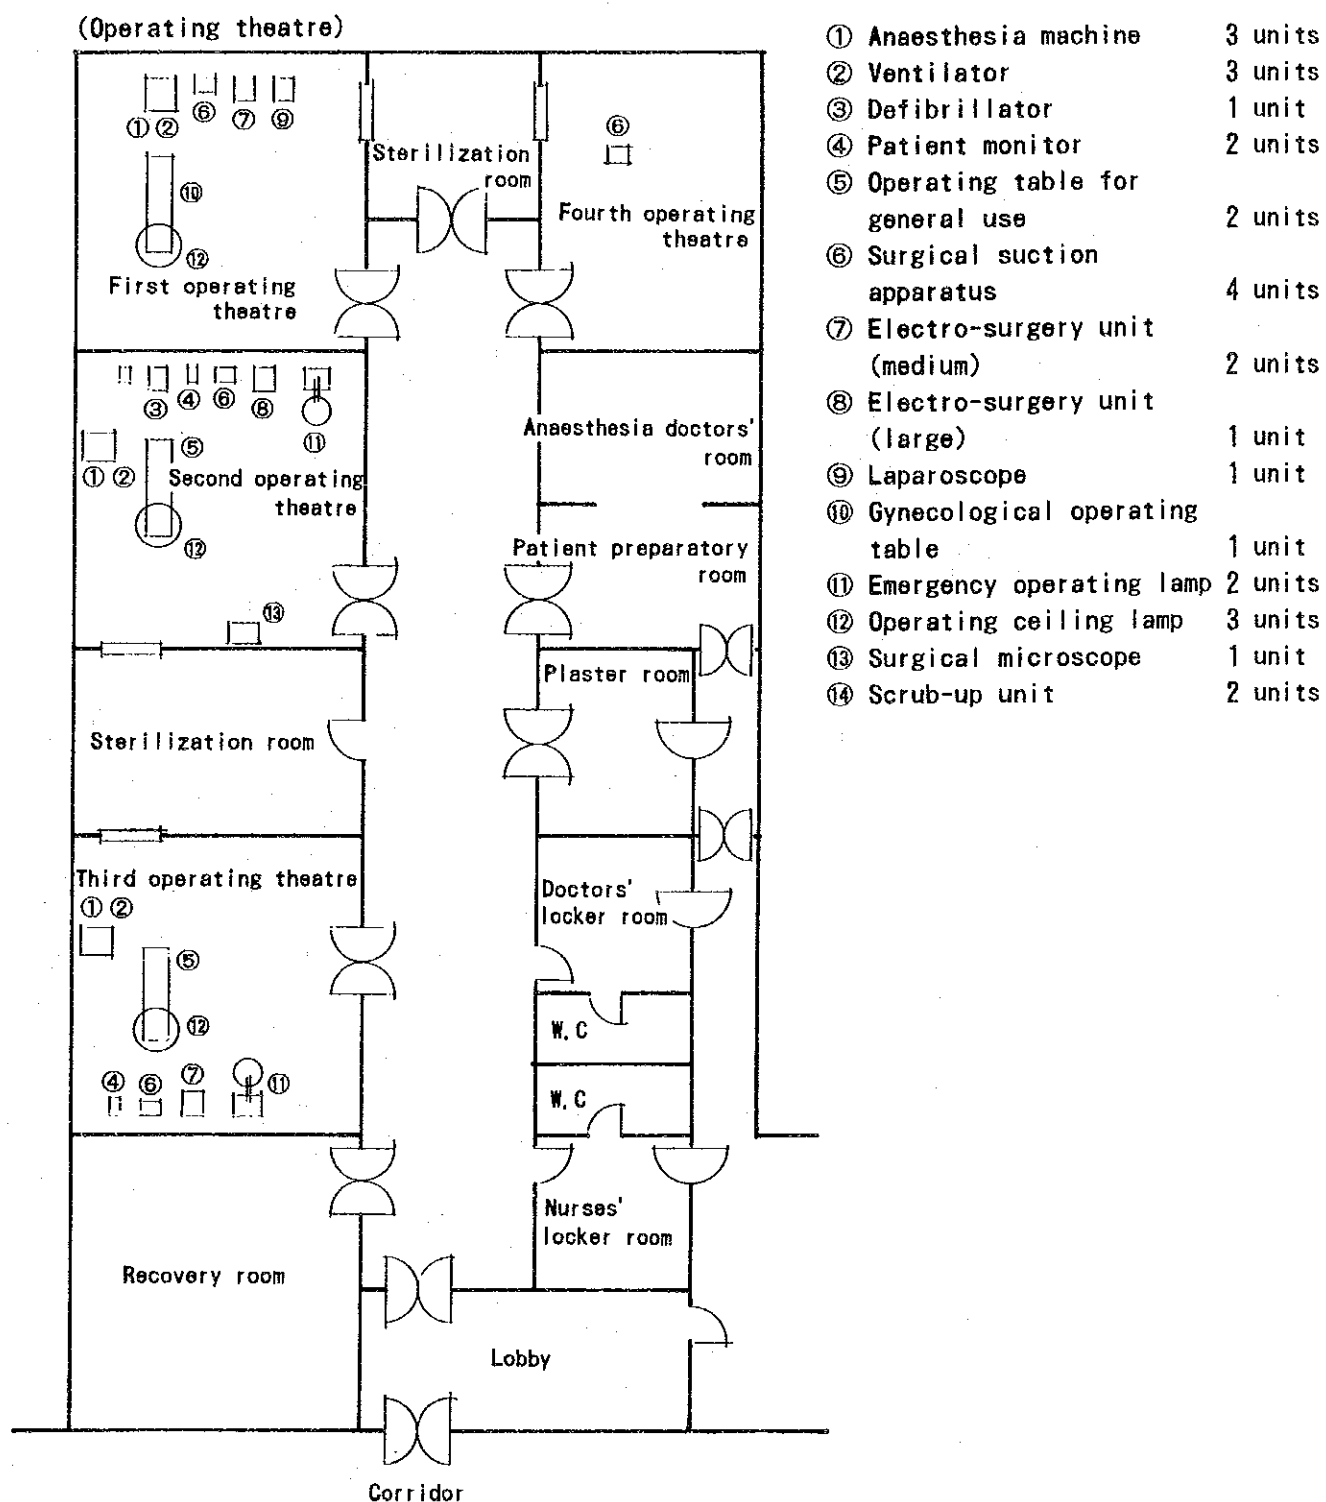 (Operating theatre)
① ② ⑥ ⑦ ⑨
⑩
⑫
First operating
theatre
Sterilization
room
⑥
Fourth operating
theatre
③ ④ ⑥ ⑧ ⑪
① ② ⑤
Second operating
theatre
⑫
⑬
Anaesthesia doctors'
room
Patient preparatory
room
Plaster room
Sterilization room
Third operating theatre
① ②
⑤
⑫
④ ⑥ ⑦ ⑪
Doctors'
locker room
W.C
W.C
Nurses'
locker room
Recovery room
Lobby
Corridor
① Anaesthesia machine 3 units
② Ventilator 3 units
③ Defibrillator 1 unit
④ Patient monitor 2 units
⑤ Operating table for
general use 2 units
⑥ Surgical suction
apparatus 4 units
⑦ Electro-surgery unit
(medium) 2 units
⑧ Electro-surgery unit
(large) 1 unit
⑨ Laparoscope 1 unit
⑩ Gynecological operating
table 1 unit
⑪ Emergency operating lamp 2 units
⑫ Operating ceiling lamp 3 units
⑬ Surgical microscope 1 unit
⑭ Scrub-up unit 2 units